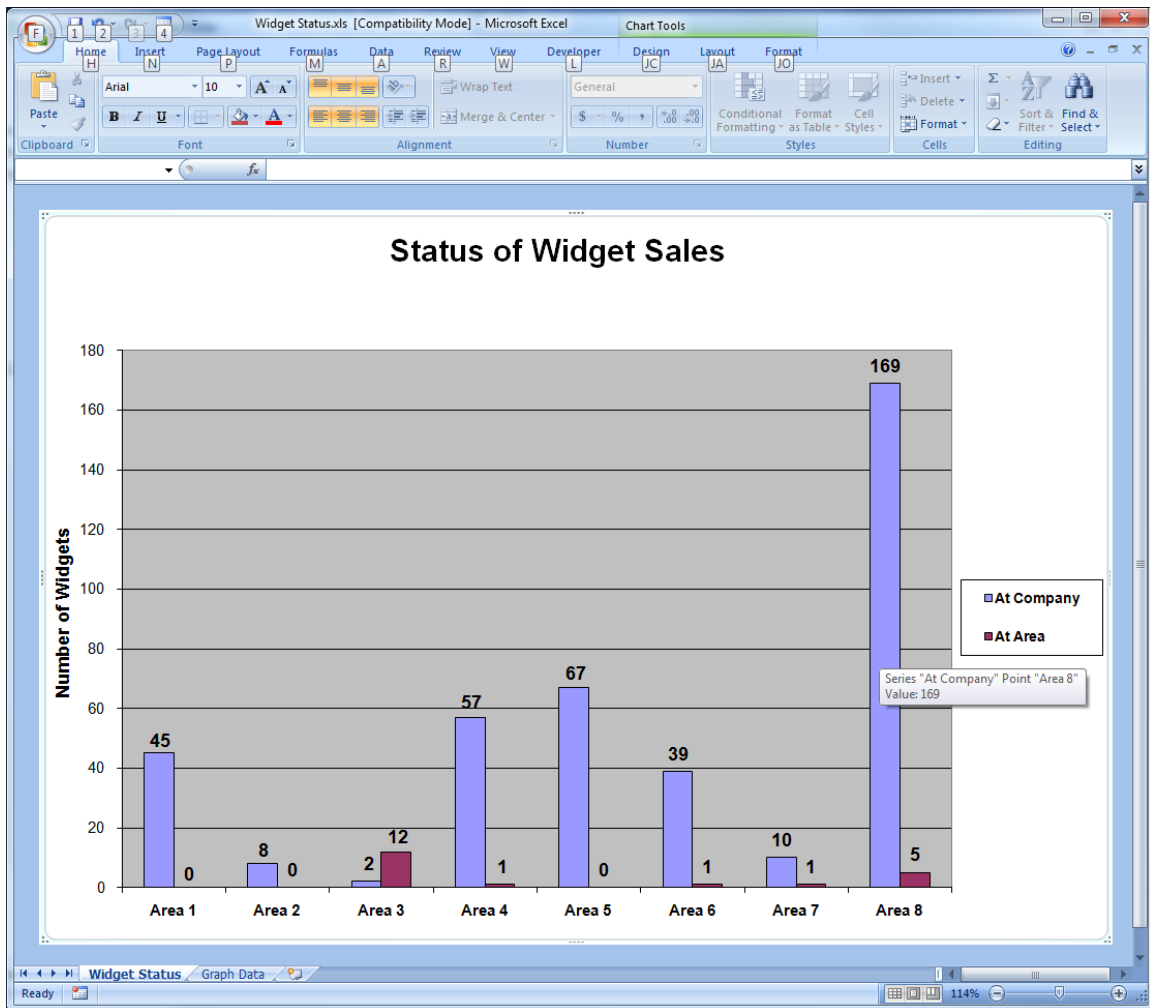 Widget Status.xls [Compatibility Mode] - Microsoft Excel Chart Tools
F 1 2 3 4
Home Insert Page Layout Formulas Data Review View Developer Design Layout Format
H N P M A R W L JC JA JO
Paste
Arial 10 A A
B I U A
Wrap Text
Merge & Center
General
$ % , .0 .00 .00 .0
Conditional Formatting
Format as Table
Cell Styles
Insert
Delete
Format
Σ
Sort & Filter
Find & Select
Clipboard Font Alignment Number Styles Cells Editing
fx
Status of Widget Sales
Number of Widgets
180
160
140
120
100
80
60
40
20
0
45 0
8 0
2 12
57 1
67 0
39 1
10 1
169 5
At Company
At Area
Series "At Company" Point "Area 8"
Value: 169
Area 1 Area 2 Area 3 Area 4 Area 5 Area 6 Area 7 Area 8
Widget Status Graph Data
Ready 114%